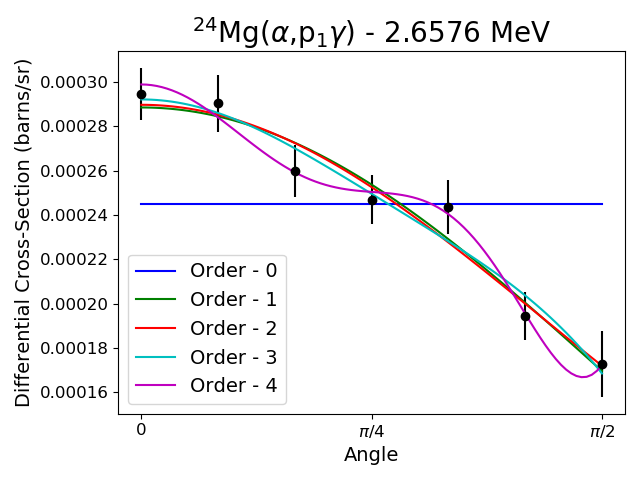 ²⁴Mg(α,p₁γ) - 2.6576 MeV
Differential Cross-Section (barns/sr)
0.00030
0.00028
0.00026
0.00024
0.00022
0.00020
0.00018
0.00016
Order - 0
Order - 1
Order - 2
Order - 3
Order - 4
0 π/4 π/2
Angle